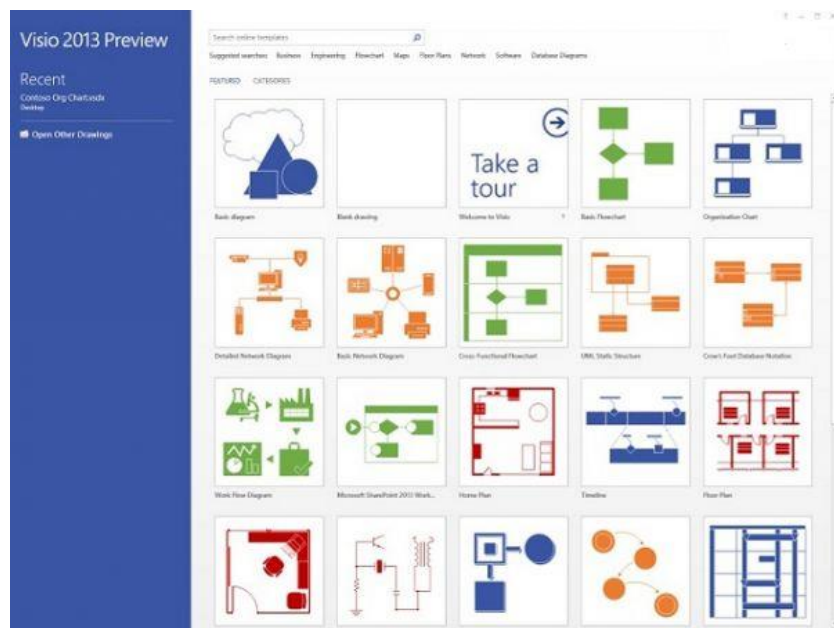 Visio 2013 Preview
Recent
Contoso Org Chart.vsdx
Desktop
Open Other Drawings
Search online templates
Suggested searches: Business Engineering Flowchart Maps Floor Plans Network Software Database Diagrams
FEATURED CATEGORIES
Take a
tour
Basic diagram Blank drawing Welcome to Visio Basic Flowchart Organization Chart
Detailed Network Diagram Basic Network Diagram Cross Functional Flowchart UML Static Structure Crow's Foot Database Notation
Work Flow Diagram Microsoft SharePoint 2013 Work... Home Plan Timeline Floor Plan